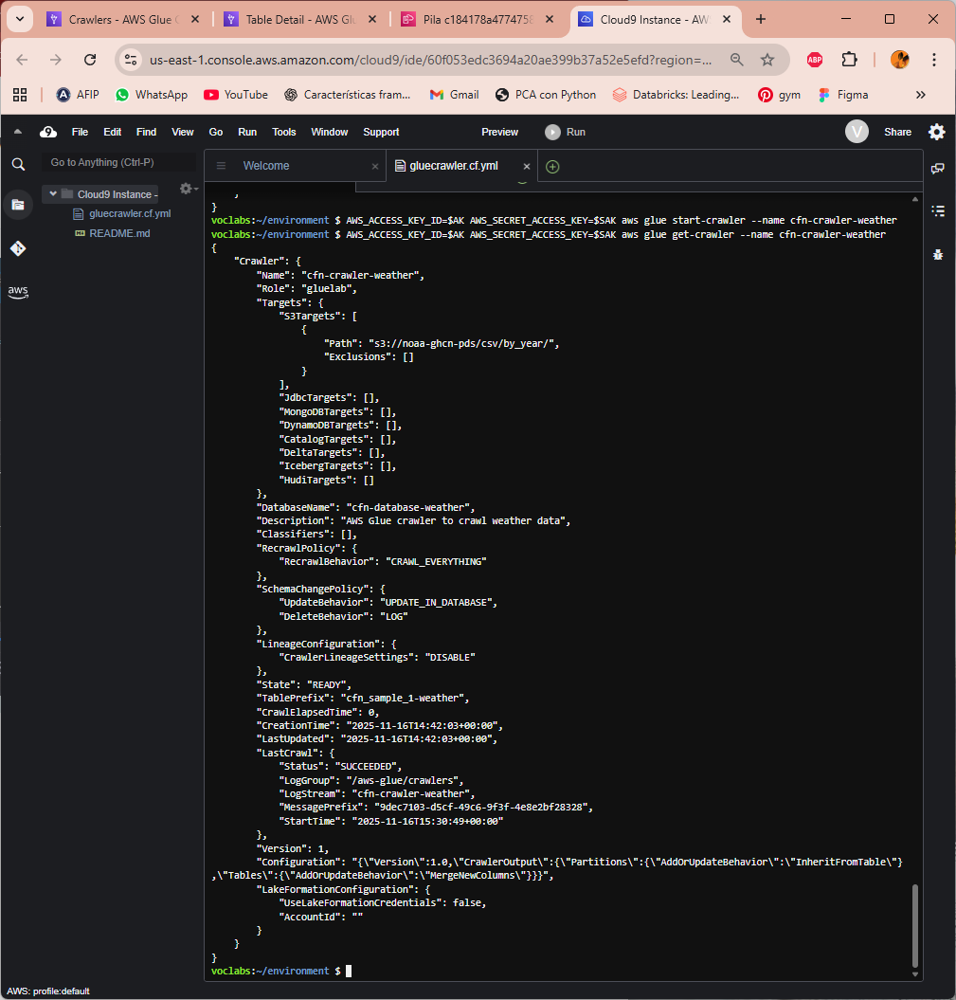 Crawlers - AWS Glue C
Table Detail - AWS Glu
Pila c184178a4774758
Cloud9 Instance - AW
us-east-1.console.aws.amazon.com/cloud9/ide/60f053edc3694a20ae399b37a52e5efd?region=...
ABP
AFIP
WhatsApp
YouTube
Características fram...
Gmail
PCA con Python
Databricks: Leading...
gym
Figma
9
File
Edit
Find
View
Go
Run
Tools
Window
Support
Preview
Run
V
Share
Go to Anything (Ctrl-P)
Welcome
gluecrawler.cf.yml
Cloud9 Instance -
gluecrawler.cf.yml
README.md
aws
}
voclabs:~/environment $ AWS_ACCESS_KEY_ID=$AK AWS_SECRET_ACCESS_KEY=$SAK aws glue start-crawler --name cfn-crawler-weather
voclabs:~/environment $ AWS_ACCESS_KEY_ID=$AK AWS_SECRET_ACCESS_KEY=$SAK aws glue get-crawler --name cfn-crawler-weather
{
"Crawler": {
"Name": "cfn-crawler-weather",
"Role": "gluelab",
"Targets": {
"S3Targets": [
{
"Path": "s3://noaa-ghcn-pds/csv/by_year/",
"Exclusions": []
}
],
"JdbcTargets": [],
"MongoDBTargets": [],
"DynamoDBTargets": [],
"CatalogTargets": [],
"DeltaTargets": [],
"IcebergTargets": [],
"HudiTargets": []
},
"DatabaseName": "cfn-database-weather",
"Description": "AWS Glue crawler to crawl weather data",
"Classifiers": [],
"RecrawlPolicy": {
"RecrawlBehavior": "CRAWL_EVERYTHING"
},
"SchemaChangePolicy": {
"UpdateBehavior": "UPDATE_IN_DATABASE",
"DeleteBehavior": "LOG"
},
"LineageConfiguration": {
"CrawlerLineageSettings": "DISABLE"
},
"State": "READY",
"TablePrefix": "cfn_sample_1-weather",
"CrawlElapsedTime": 0,
"CreationTime": "2025-11-16T14:42:03+00:00",
"LastUpdated": "2025-11-16T14:42:03+00:00",
"LastCrawl": {
"Status": "SUCCEEDED",
"LogGroup": "/aws-glue/crawlers",
"LogStream": "cfn-crawler-weather",
"MessagePrefix": "9dec7103-d5cf-49c6-9f3f-4e8e2bf28328",
"StartTime": "2025-11-16T15:30:49+00:00"
},
"Version": 1,
"Configuration": "{\"Version\":1.0,\"CrawlerOutput\":{\"Partitions\":{\"AddOrUpdateBehavior\":\"InheritFromTable\"}
,\"Tables\":{\"AddOrUpdateBehavior\":\"MergeNewColumns\"}}}",
"LakeFormationConfiguration": {
"UseLakeFormationCredentials": false,
"AccountId": ""
}
}
}
voclabs:~/environment $
AWS: profile:default